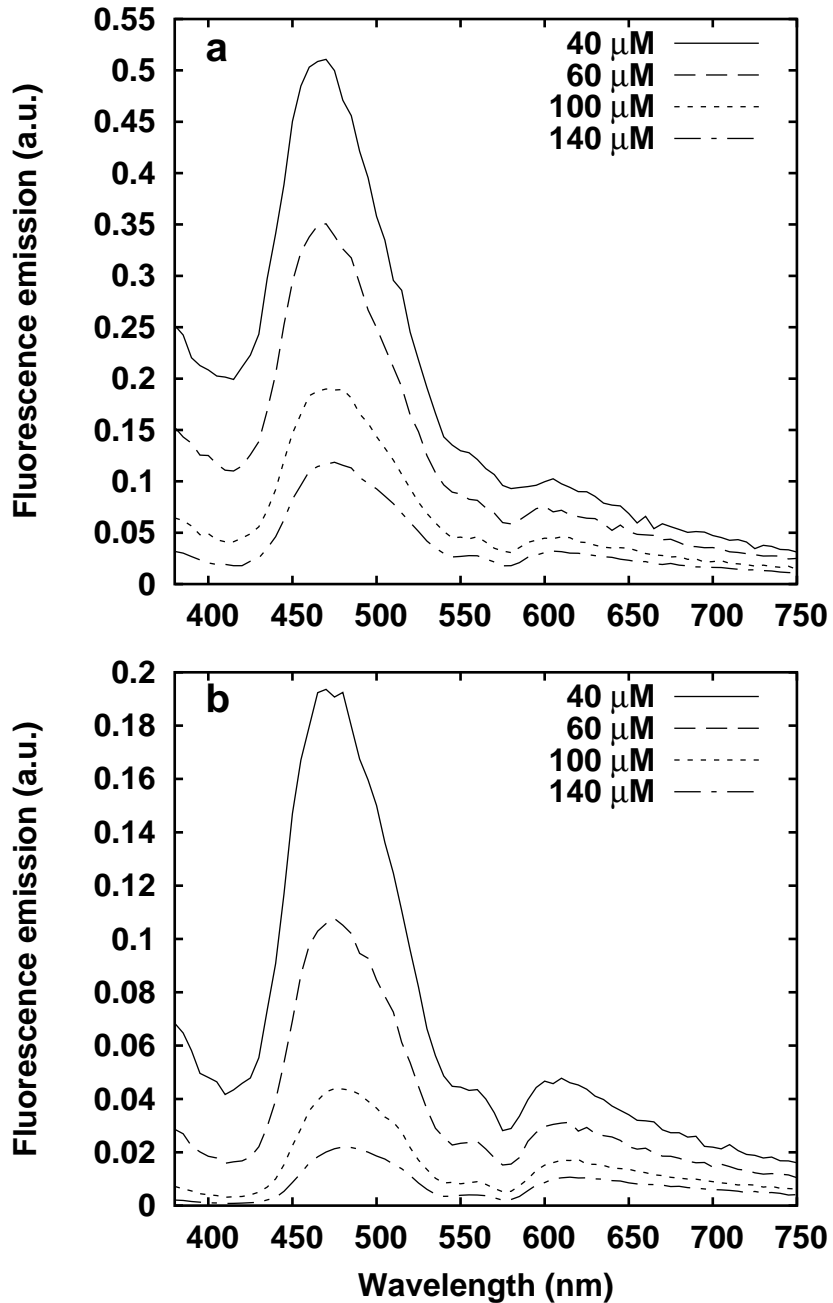 0.55
a
40 μM
0.5
60 μM
0.45
100 μM
0.4
140 μM
0.35
0.3
0.25
0.2
0.15
0.1
0.05
0
Fluorescence emission (a.u.)
400 450 500 550 600 650 700 750
0.2
b
40 μM
0.18
60 μM
0.16
100 μM
140 μM
0.14
0.12
0.1
0.08
0.06
0.04
0.02
0
Fluorescence emission (a.u.)
400 450 500 550 600 650 700 750
Wavelength (nm)